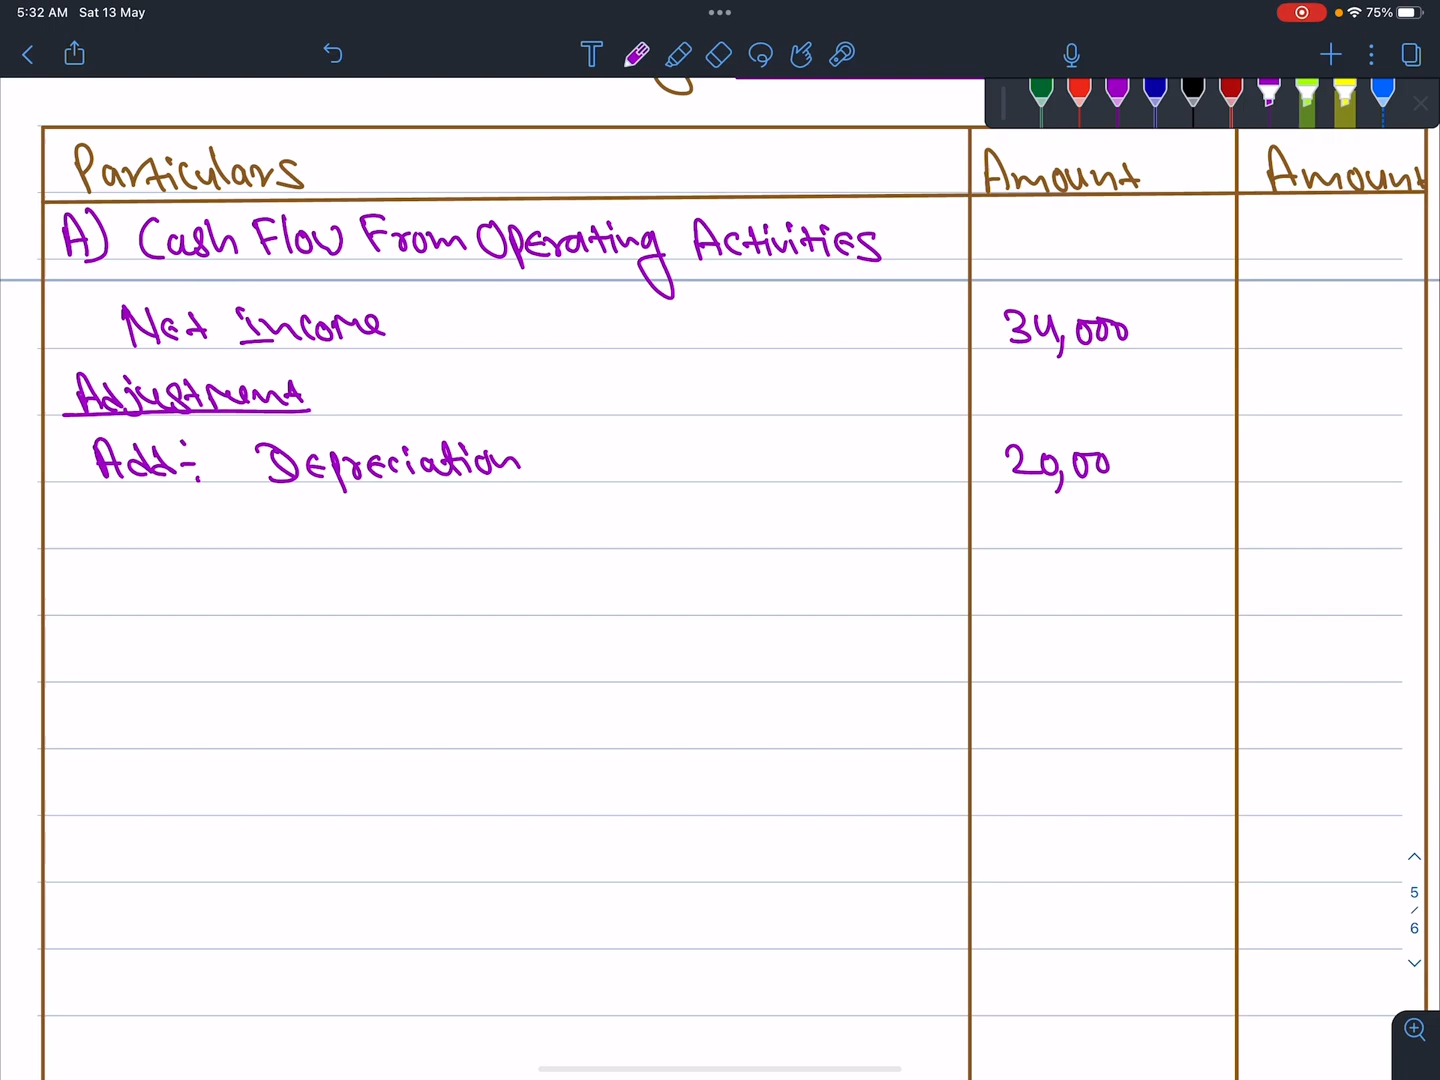 5:32 AM Sat 13 May
75%
Particulars Amount Amount
A) Cash Flow From Operating Activities
Net income 34,000
Adjustment
Add:- Depreciation 20,00
5
/
6